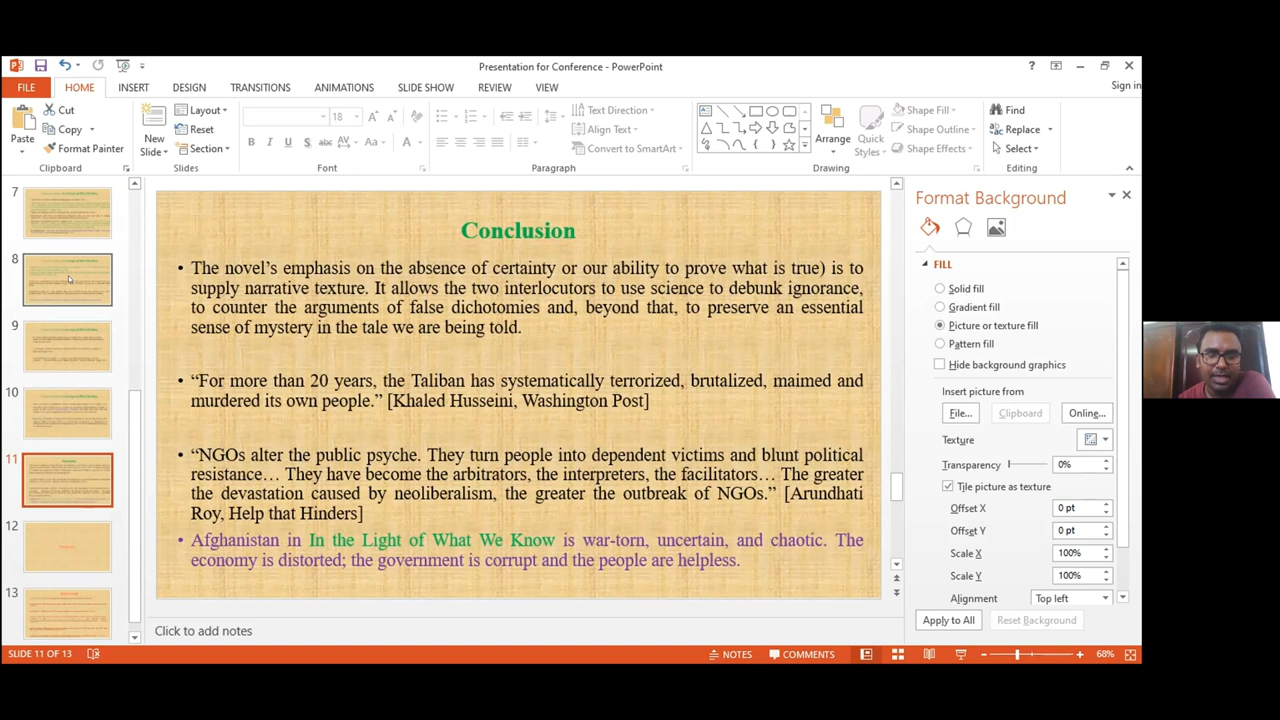 Presentation for Conference - PowerPoint
Sign in
FILE HOME INSERT DESIGN TRANSITIONS ANIMATIONS SLIDE SHOW REVIEW VIEW
Paste
Cut
Copy
Format Painter
Clipboard
New
Slide
Layout
Reset
Section
Slides
18
Font
Text Direction
Align Text
Convert to SmartArt
Paragraph
Arrange
Quick
Styles
Shape Fill
Shape Outline
Shape Effects
Drawing
Find
Replace
Select
Editing
7
8
9
10
11
12
13
Conclusion
• The novel’s emphasis on the absence of certainty or our ability to prove what is true) is to
supply narrative texture. It allows the two interlocutors to use science to debunk ignorance,
to counter the arguments of false dichotomies and, beyond that, to preserve an essential
sense of mystery in the tale we are being told.
• “For more than 20 years, the Taliban has systematically terrorized, brutalized, maimed and
murdered its own people.” [Khaled Husseini, Washington Post]
• “NGOs alter the public psyche. They turn people into dependent victims and blunt political
resistance… They have become the arbitrators, the interpreters, the facilitators… The greater
the devastation caused by neoliberalism, the greater the outbreak of NGOs.” [Arundhati
Roy, Help that Hinders]
• Afghanistan in In the Light of What We Know is war-torn, uncertain, and chaotic. The
economy is distorted; the government is corrupt and the people are helpless.
Click to add notes
Format Background
FILL
Solid fill
Gradient fill
Picture or texture fill
Pattern fill
Hide background graphics
Insert picture from
File... Clipboard Online...
Texture
Transparency 0%
Tile picture as texture
Offset X 0 pt
Offset Y 0 pt
Scale X 100%
Scale Y 100%
Alignment Top left
Apply to All Reset Background
SLIDE 11 OF 13
NOTES COMMENTS 68%